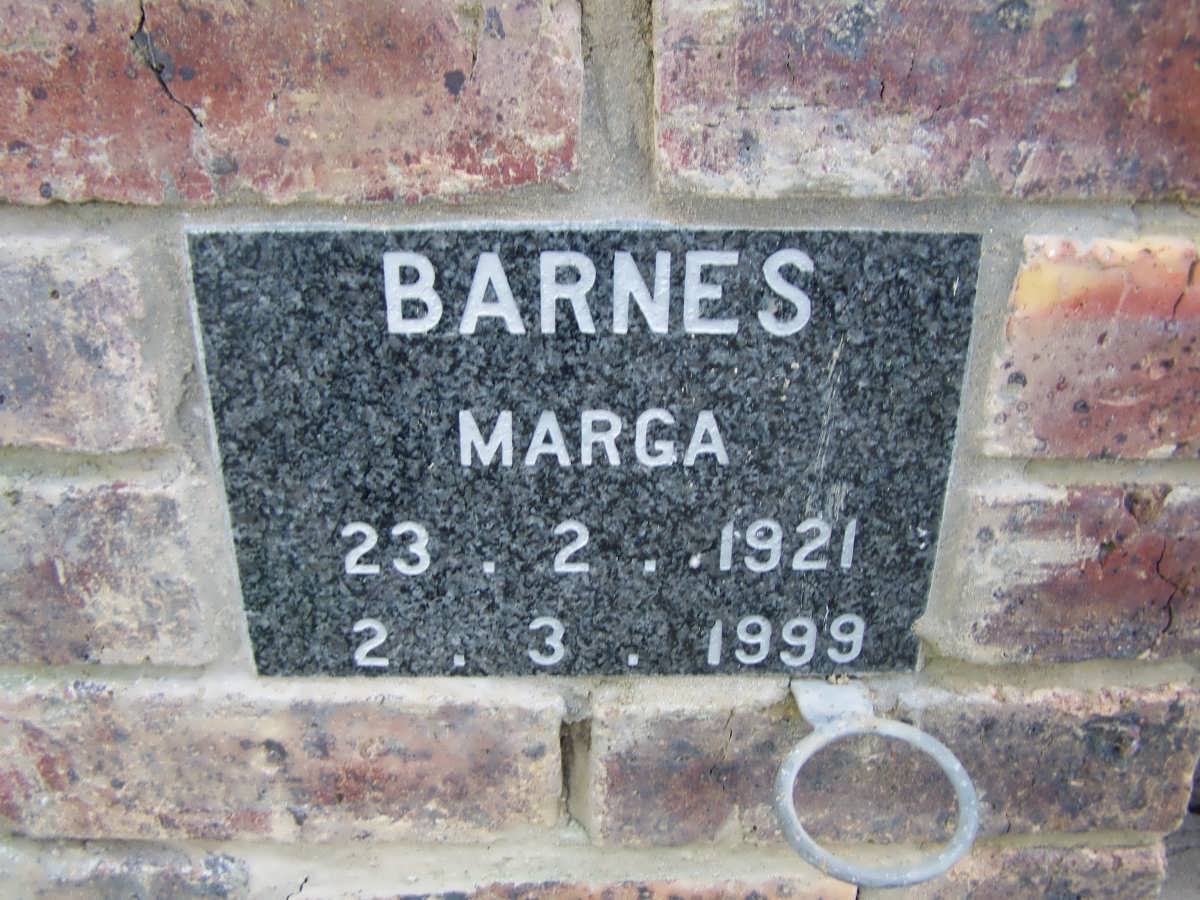 BARNES
MARGA
23 . 2 . 1921
2 . 3 . 1999